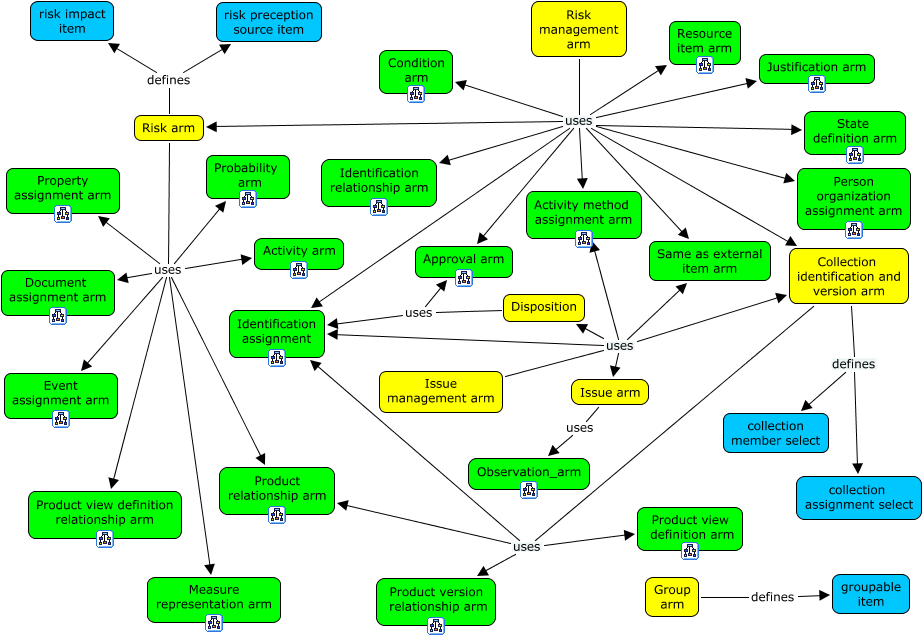 risk impact
item
risk preception
source item
Risk
management
arm
Resource
item arm
Condition
arm
Justification arm
defines
Risk arm
uses
State
definition arm
Probability
arm
Identification
relationship arm
Property
assignment arm
Person
organization
assignment arm
Activity method
assignment arm
Activity arm
Approval arm
Same as external
item arm
Collection
identification and
version arm
uses
Document
assignment arm
Disposition
uses
Identification
assignment
uses
defines
Event
assignment arm
Issue
management arm
Issue arm
uses
collection
member select
Observation_arm
Product
relationship arm
collection
assignment select
Product view definition
relationship arm
Product view
definition arm
uses
Measure
representation arm
Product version
relationship arm
Group
arm
defines
groupable
item